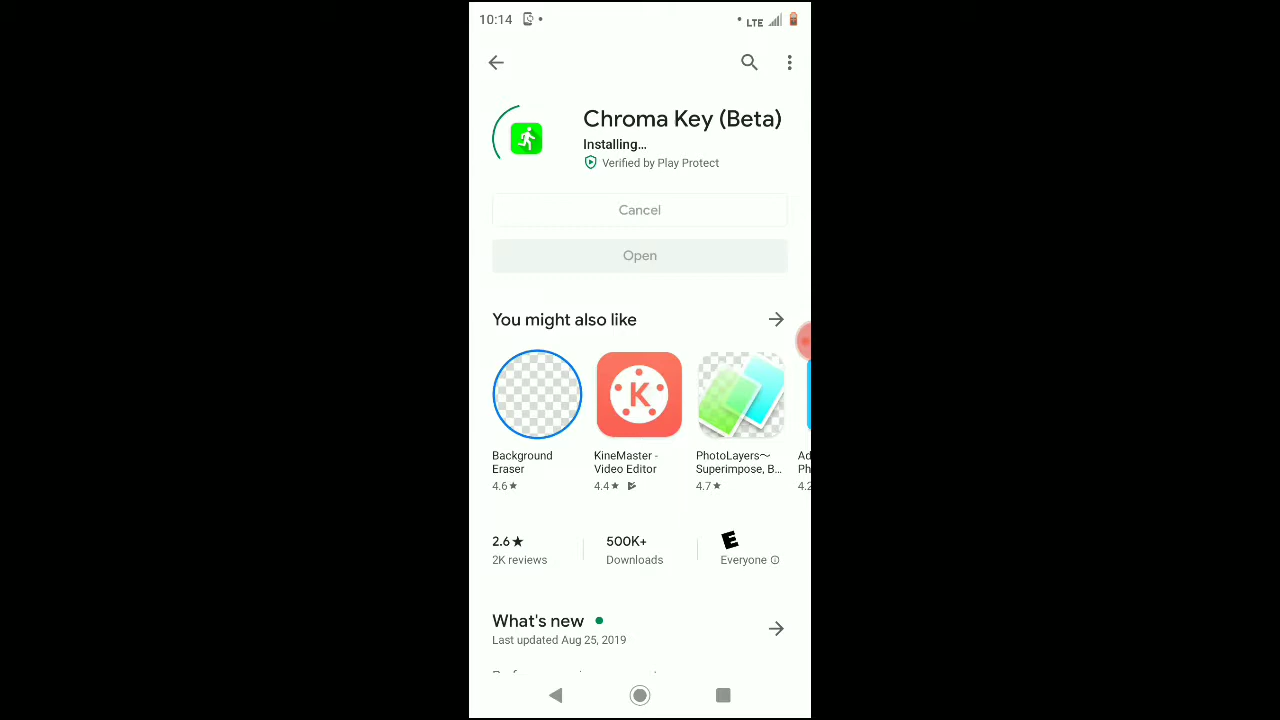 10:14
LTE
Chroma Key (Beta)
Installing...
Verified by Play Protect
Cancel
Open
You might also like
K
Background
Eraser
4.6★
KineMaster -
Video Editor
4.4★
PhotoLayers〜
Superimpose, B...
4.7★
Ad
Ph
4.2
2.6★
2K reviews
500K+
Downloads
E
Everyone
What's new
Last updated Aug 25, 2019